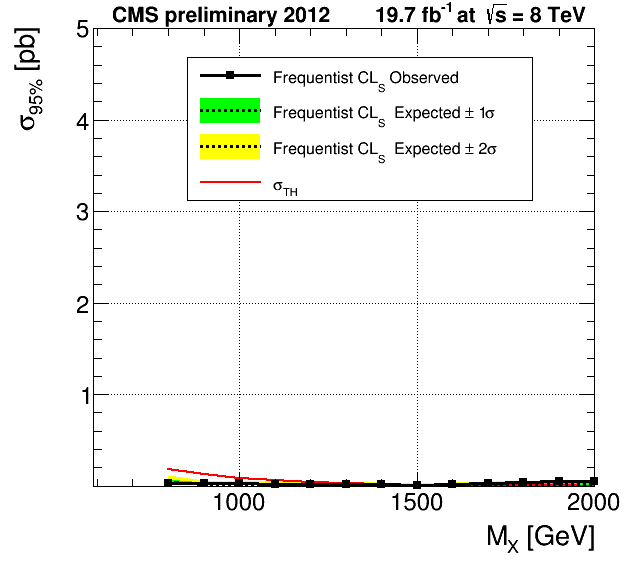 CMS preliminary 2012 19.7 fb⁻¹ at √s = 8 TeV
σ95% [pb]
5
4
3
2
1
Frequentist CLS Observed
Frequentist CLS Expected ± 1σ
Frequentist CLS Expected ± 2σ
σTH
1000 1500 2000
MX [GeV]